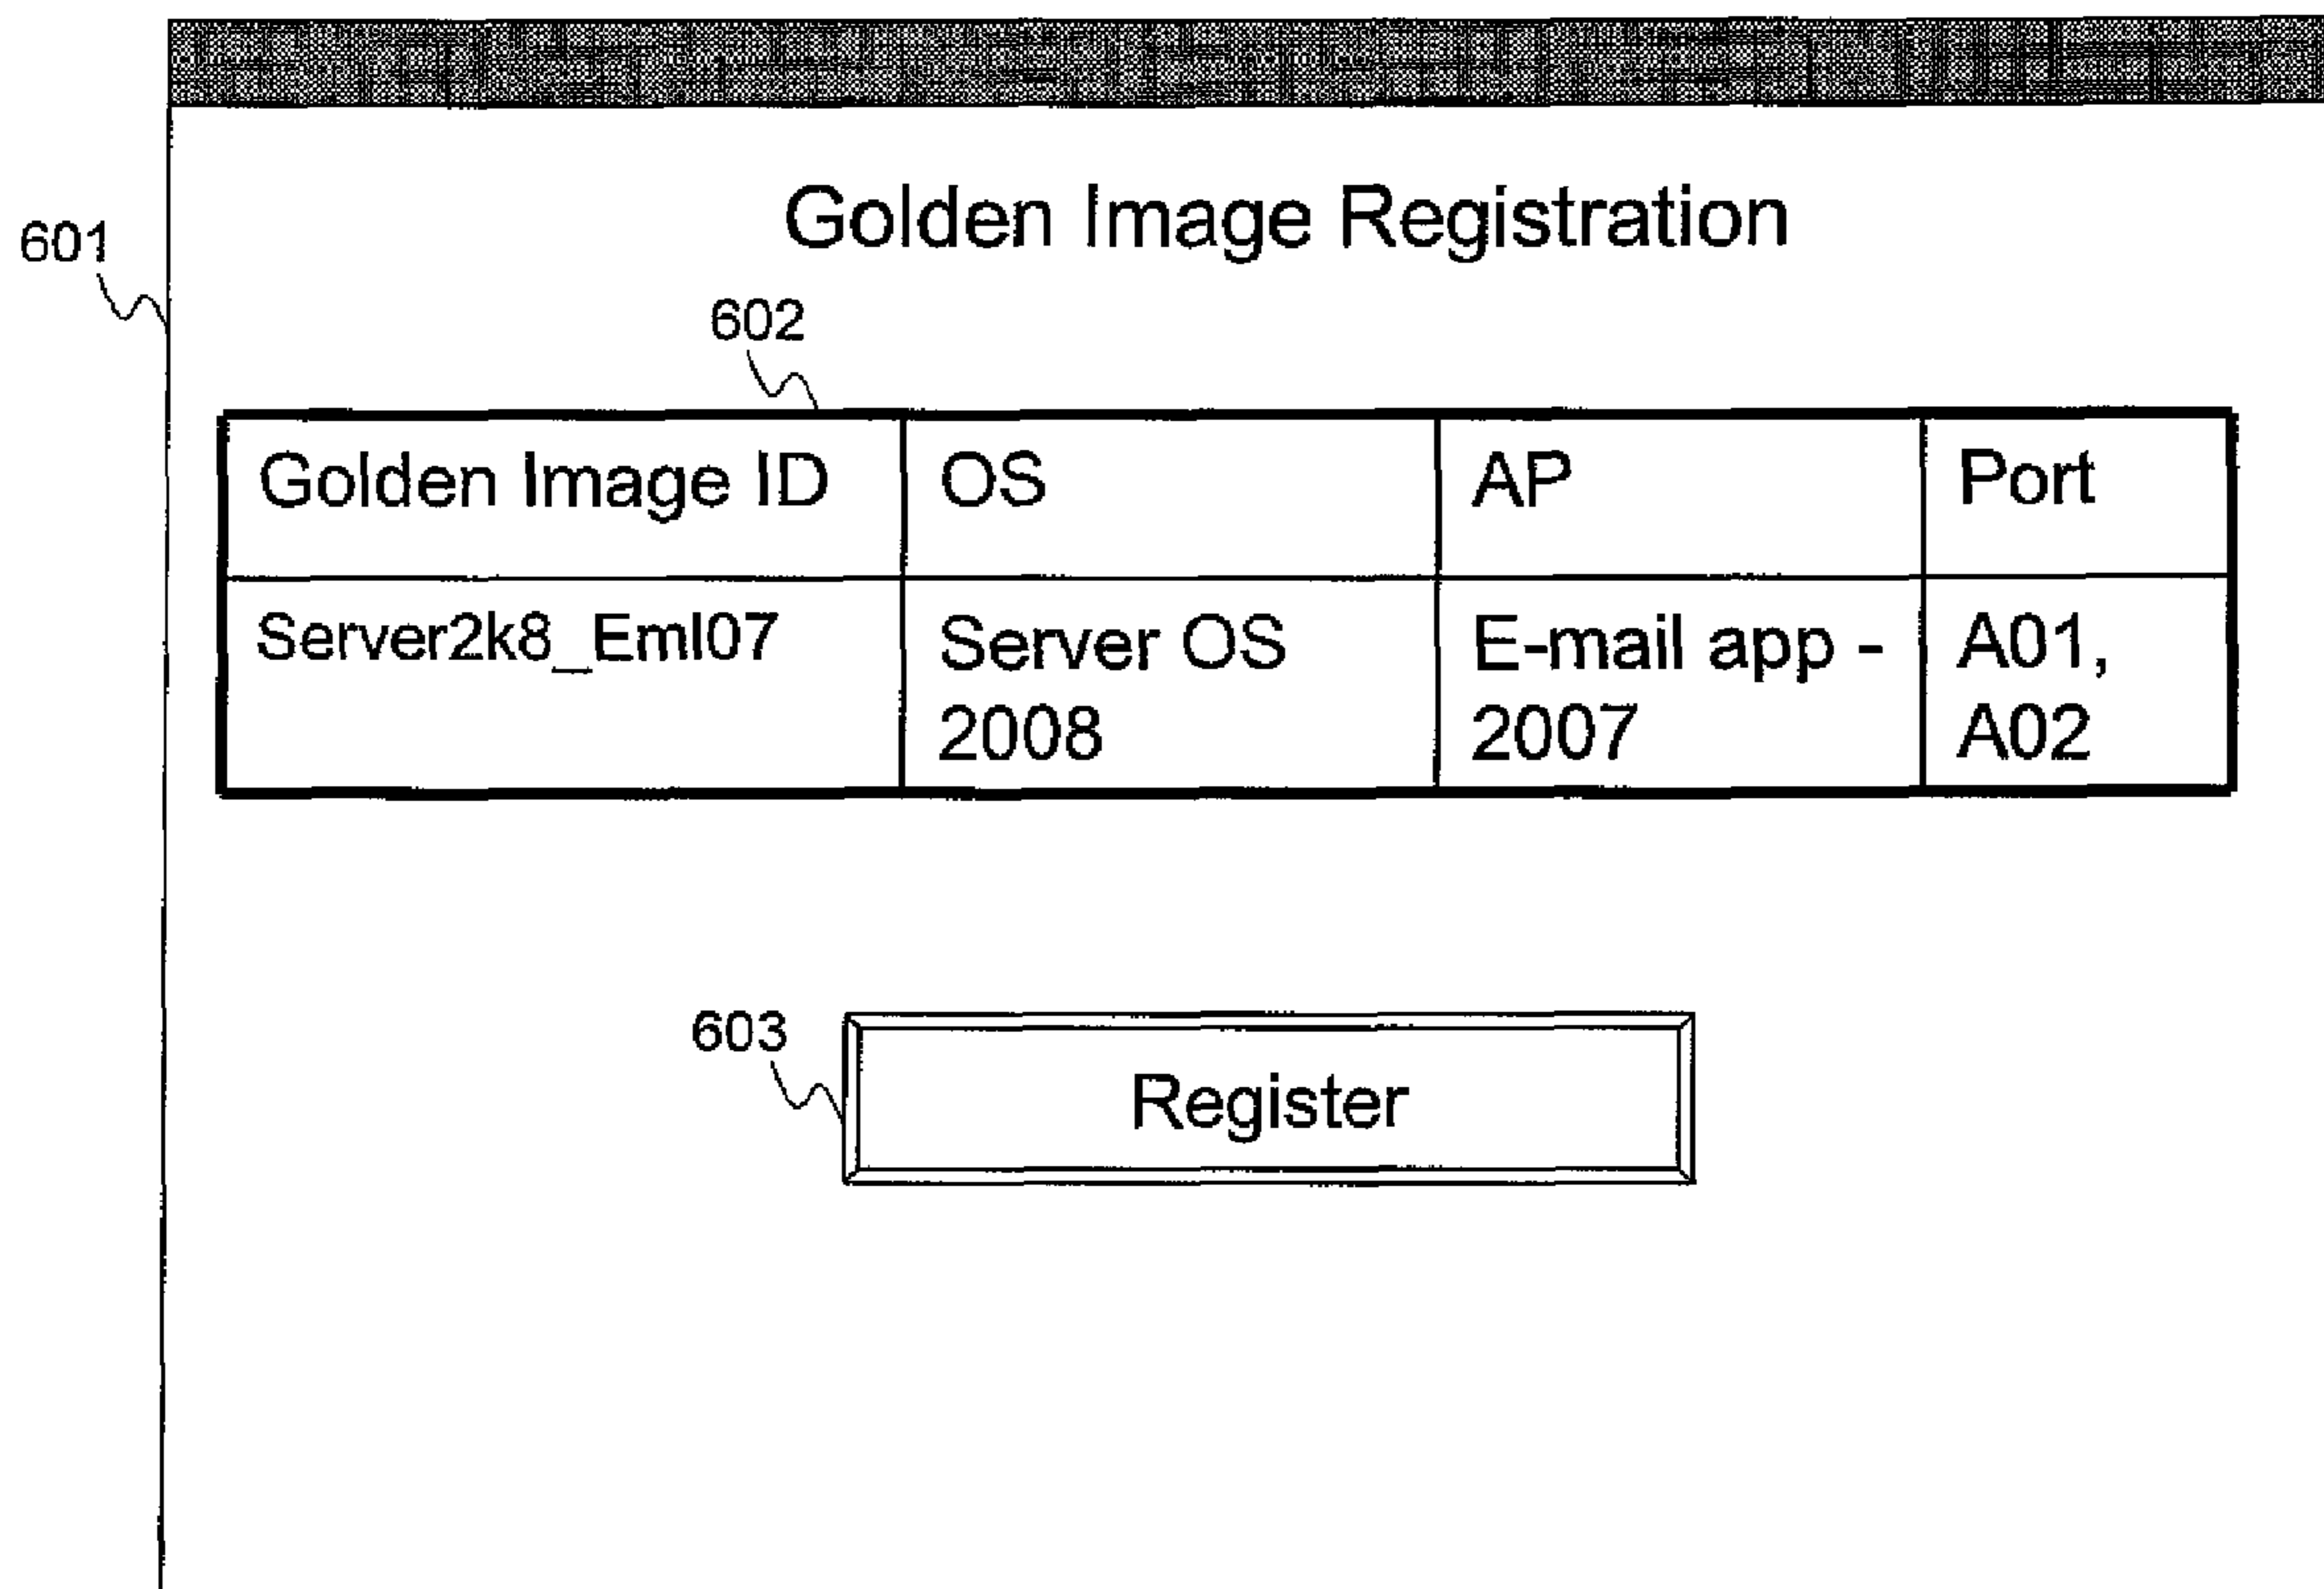 Golden Image Registration
601
602
Golden Image ID OS AP Port
Server2k8_Eml07 Server OS E-mail app - A01,
2008 2007 A02
603
Register